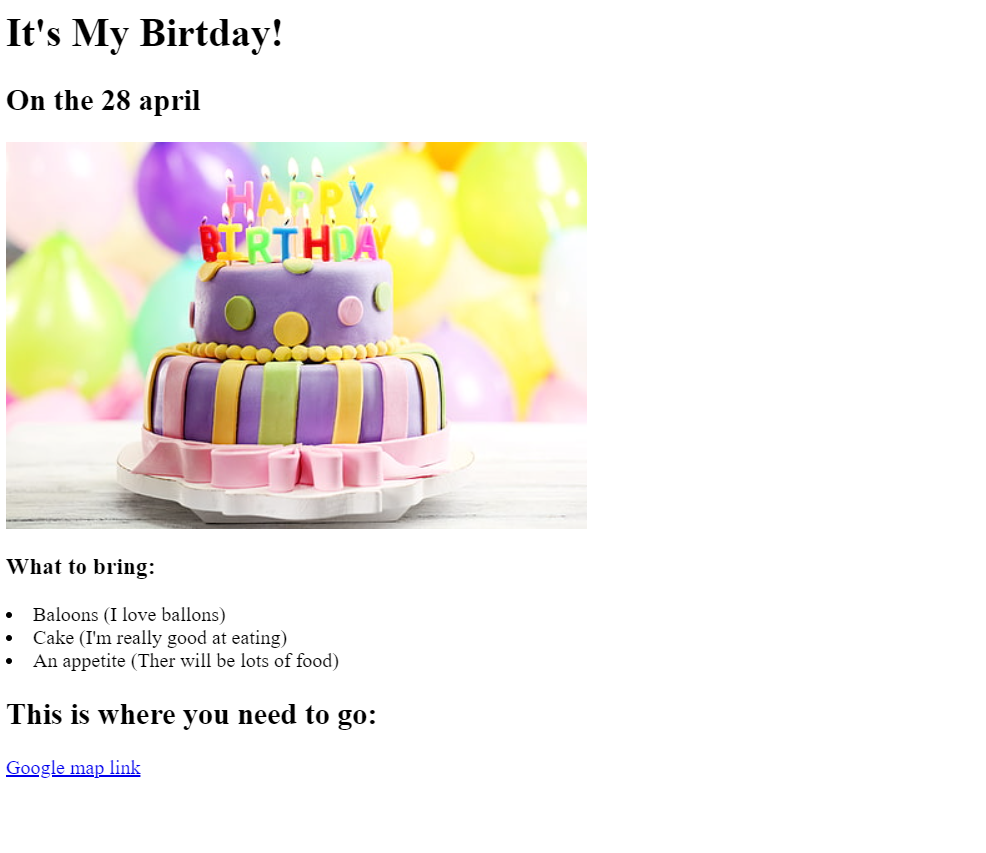 It's My Birtday!
On the 28 april
HAPPY
BIRTHDAY
What to bring:
Baloons (I love ballons)
Cake (I'm really good at eating)
An appetite (Ther will be lots of food)
This is where you need to go:
Google map link